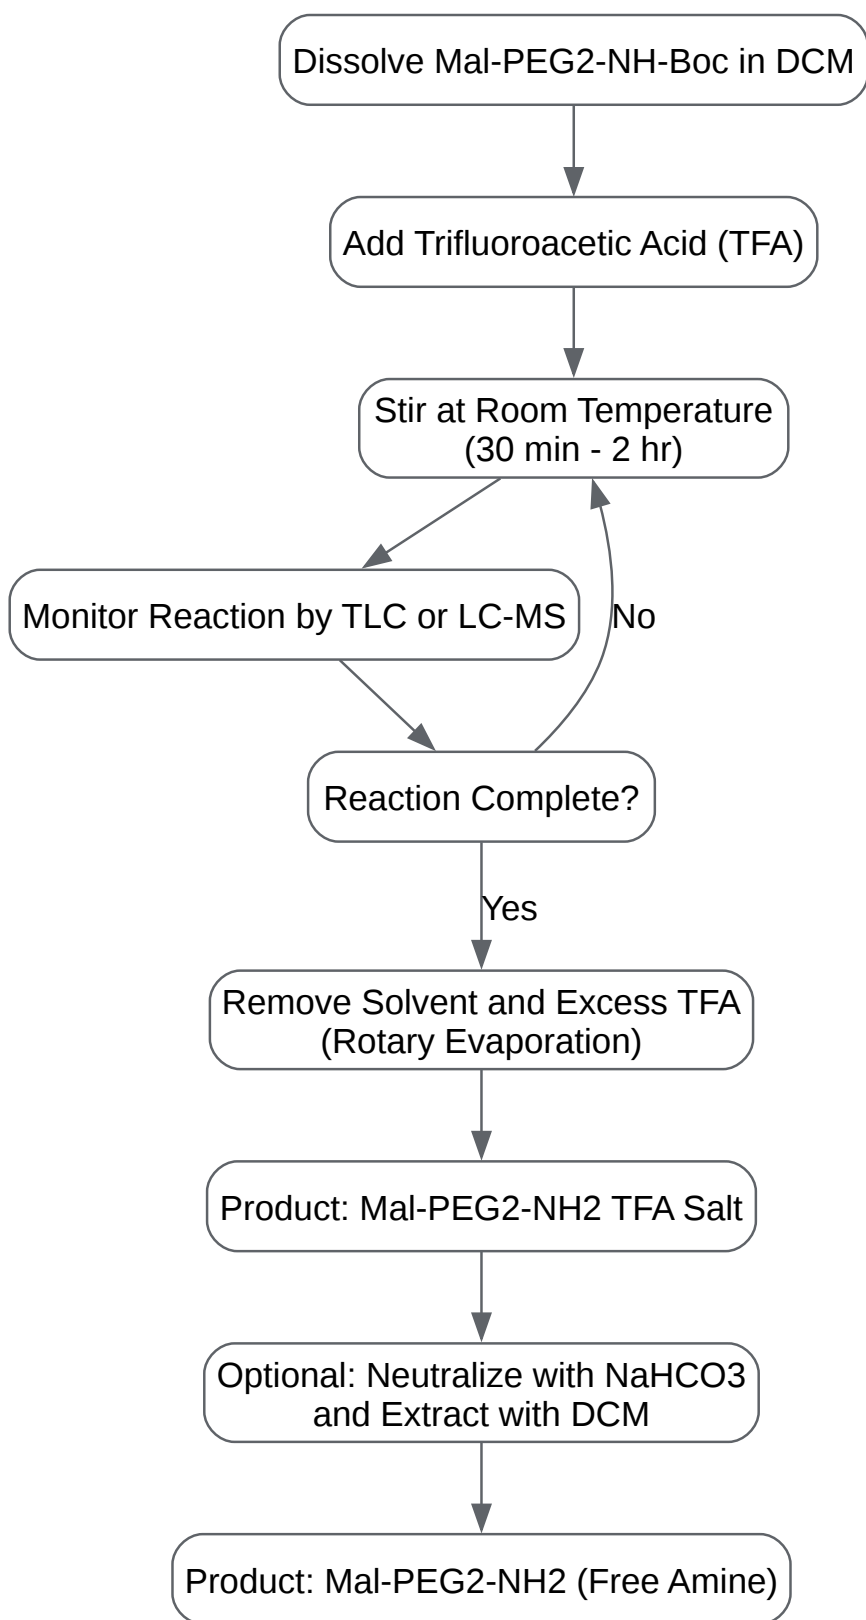 Dissolve Mal-PEG2-NH-Boc in DCM
Add Trifluoroacetic Acid (TFA)
Stir at Room Temperature
(30 min - 2 hr)
Monitor Reaction by TLC or LC-MS
No
Reaction Complete?
Yes
Remove Solvent and Excess TFA
(Rotary Evaporation)
Product: Mal-PEG2-NH2 TFA Salt
Optional: Neutralize with NaHCO3
and Extract with DCM
Product: Mal-PEG2-NH2 (Free Amine)